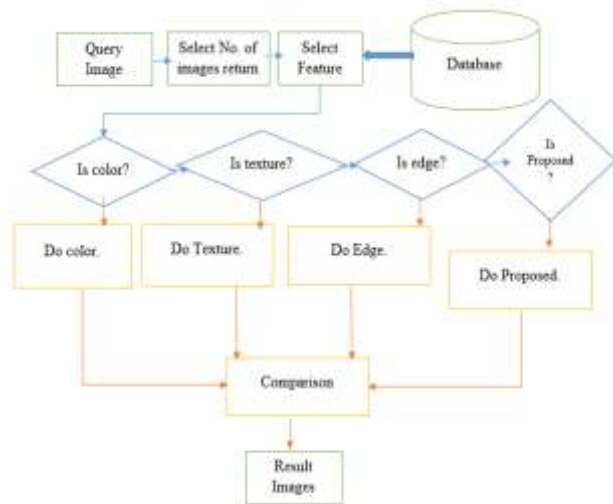 Query
Image
Select No. of
images return
Select
Feature
Database
Is color?
Is texture?
Is edge?
Is
Proposed
?
Do color.
Do Texture.
Do Edge.
Do Proposed.
Comparison
Result
Images